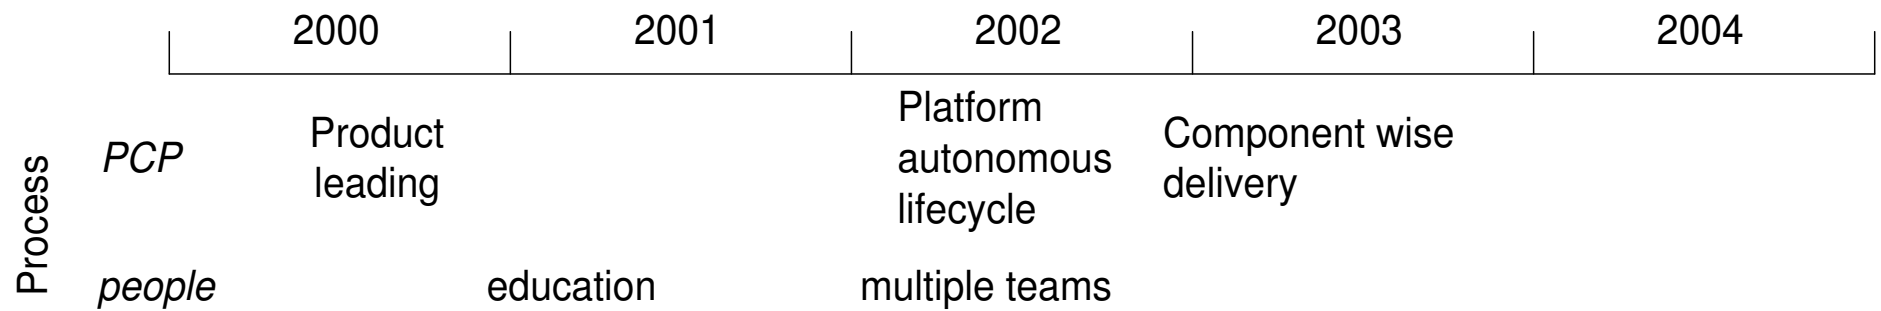 2000 2001 2002 2003 2004
Process
PCP
Product
leading
Platform
autonomous
lifecycle
Component wise
delivery
people education multiple teams